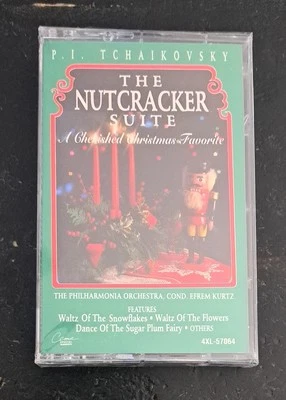 P.I. TCHAIKOVSKY
THE
NUTCRACKER
SUITE
A Cherished Christmas Favorite
THE PHILHARMONIA ORCHESTRA, COND. EFREM KURTZ
FEATURES
Waltz Of The Snowflakes • Waltz Of The Flowers
Dance Of The Sugar Plum Fairy • OTHERS
4XL-57864